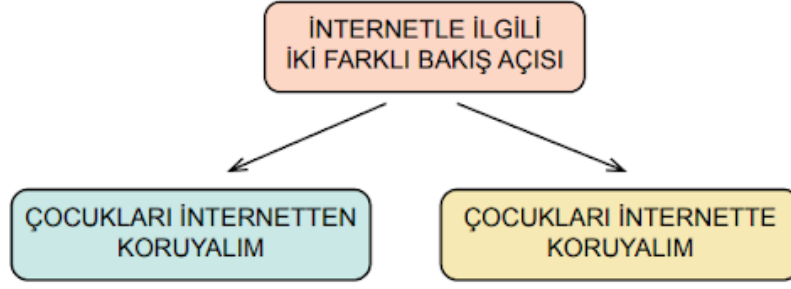 İNTERNETLE İLGİLİ
İKİ FARKLI BAKIŞ AÇISI
ÇOCUKLARI İNTERNETTEN
KORUYALIM
ÇOCUKLARI İNTERNETTE
KORUYALIM